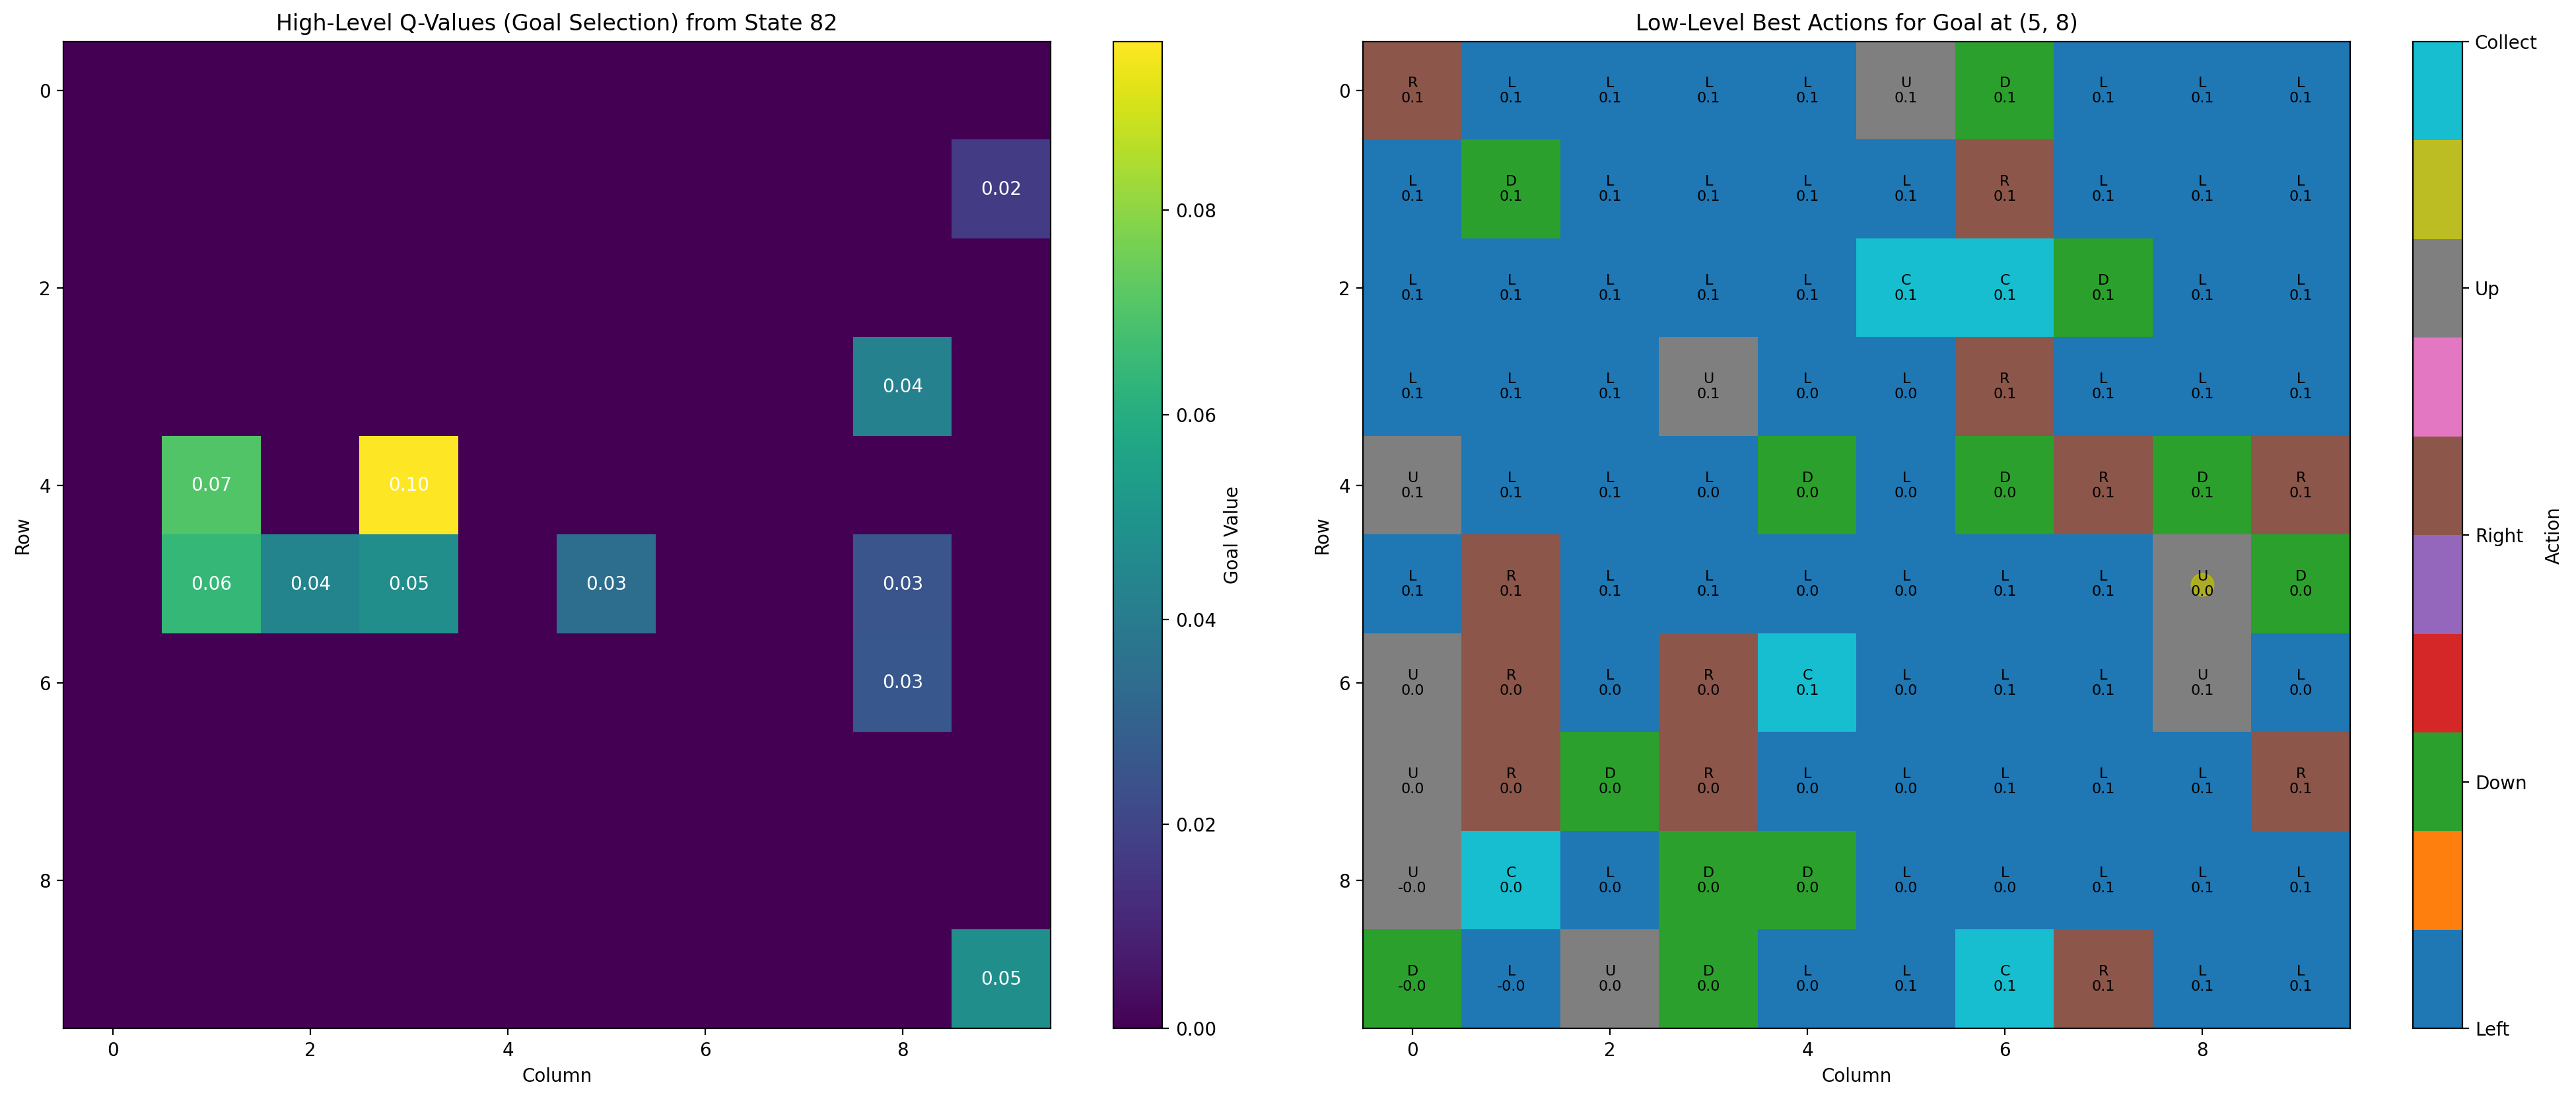 High-Level Q-Values (Goal Selection) from State 82
0
2
4
6
8
Row
0.02
0.04
0.07 0.10
0.06 0.04 0.05 0.03 0.03
0.03
0.05
0 2 4 6 8
Column
0.08
0.06
0.04
0.02
0.00
Goal Value
Low-Level Best Actions for Goal at (5, 8)
0
2
4
6
8
Row
R L L L L U D L L L
0.1 0.1 0.1 0.1 0.1 0.1 0.1 0.1 0.1 0.1
L D L L L L R L L L
0.1 0.1 0.1 0.1 0.1 0.1 0.1 0.1 0.1 0.1
L L L L L C C D L L
0.1 0.1 0.1 0.1 0.1 0.1 0.1 0.1 0.1 0.1
L L L U L L R L L L
0.1 0.1 0.1 0.1 0.0 0.0 0.1 0.1 0.1 0.1
U L L L D L D R D R
0.1 0.1 0.1 0.0 0.0 0.0 0.0 0.1 0.1 0.1
L R L L L L L L U D
0.1 0.1 0.1 0.1 0.0 0.0 0.1 0.1 0.0 0.0
U R L R C L L L U L
0.0 0.0 0.0 0.0 0.1 0.0 0.1 0.1 0.1 0.0
U R D R L L L L L R
0.0 0.0 0.0 0.0 0.0 0.0 0.1 0.1 0.1 0.1
U C L D D L L L L L
-0.0 0.0 0.0 0.0 0.0 0.0 0.0 0.1 0.1 0.1
D L U D L L C R L L
-0.0 -0.0 0.0 0.0 0.0 0.1 0.1 0.1 0.1 0.1
0 2 4 6 8
Column
Collect
Up
Right
Down
Left
Action